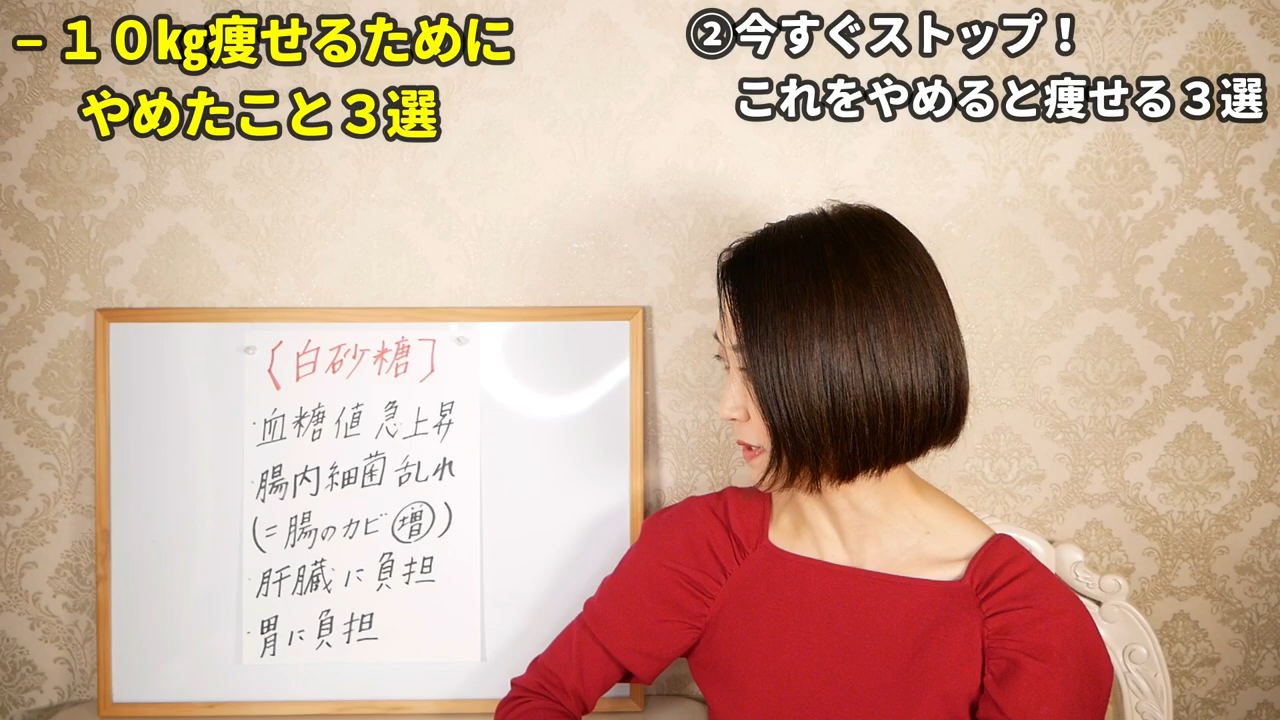 −１０㎏痩せるために
やめたこと３選
②今すぐストップ！
これをやめると痩せる３選
〔白砂糖〕
・血糖値急上昇
腸内細菌乱れ
(=腸のカビ増)
・肝臓に負担
・胃に負担